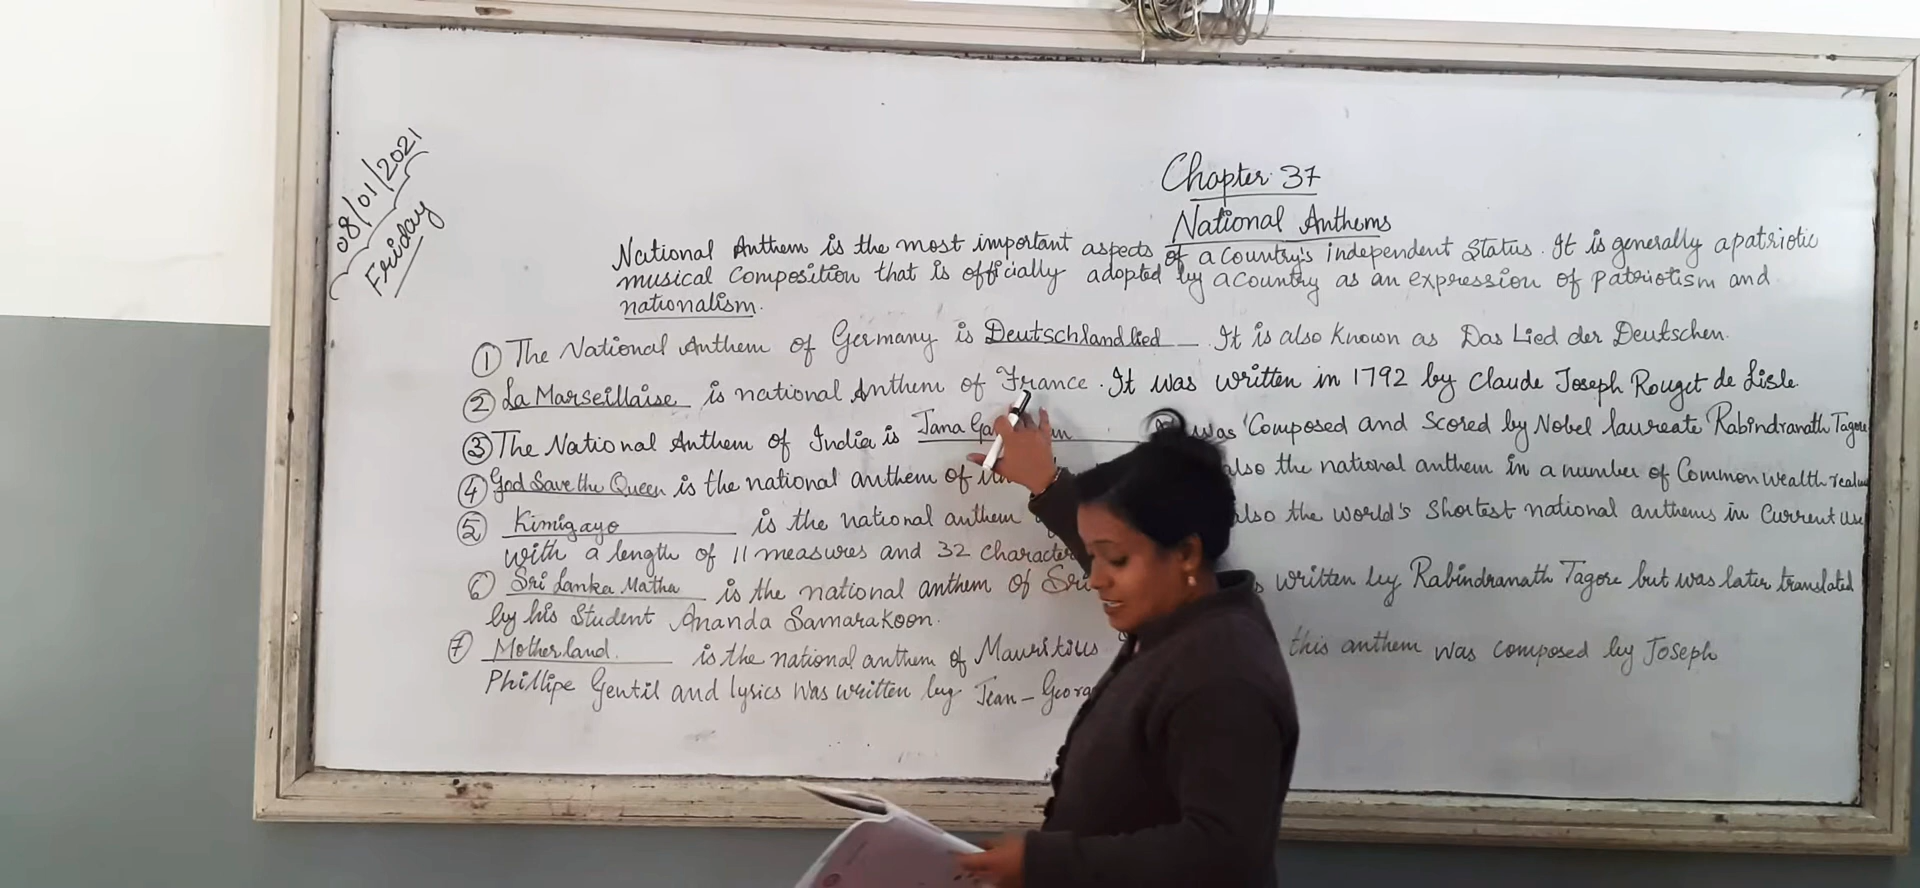 08/01/2021
Friday
Chapter 37
National Anthems
National Anthem is the most important aspects of a Country's independent Status. It is generally a patriotic
musical composition that is officially adopted by a country as an expression of patriotism and
nationalism.
① The National Anthem of Germany is Deutschlandlied. It is also known as Das Lied der Deutschen.
② La Marseillaise is national Anthem of France. It was written in 1792 by Claude Joseph Rouget de Lisle
③ The National Anthem of India is Jana was Composed and Scored by Nobel laureate Rabindranath Tagore
④ God Save the Queen is the national anthem of also the national anthem in a number of Commonwealth realms
⑤ Kimigayo is the national anthem also the world's Shortest national anthems in current use
with a length of 11 measures and 32 character
⑥ Sri Lanka Matha is the national anthem of Sri written by Rabindranath Tagore but was later translated
by his Student Ananda Samarakoon.
⑦ Motherland. is the national anthem of Mauritius this anthem was composed by Joseph
Phillipe Gentil and lyrics was written by Jean - Georg